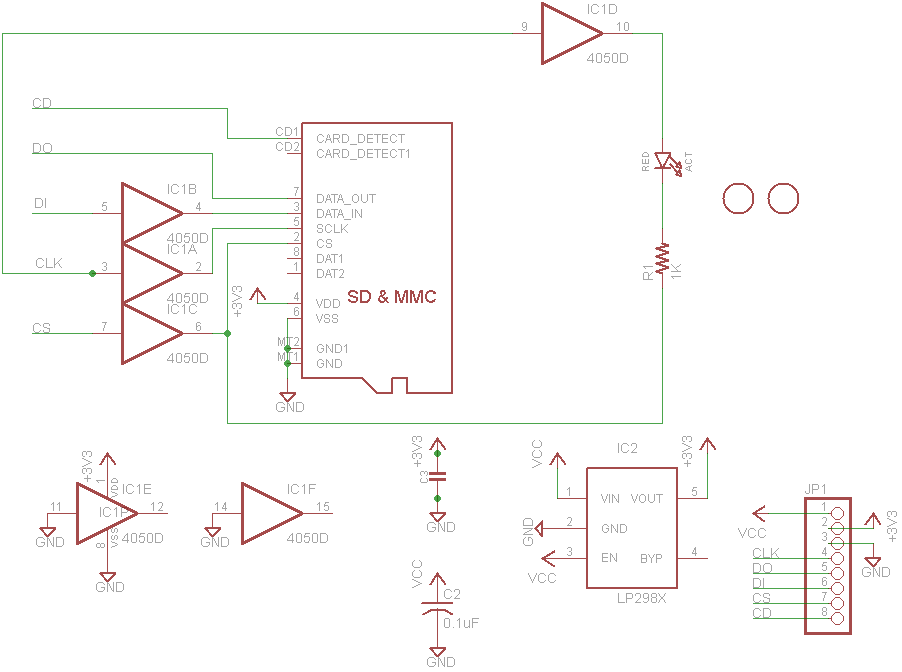 IC1D
9
10
4050D
CD
DO
DI
CLK
CS
CD1
CD2
7
3
5
2
8
1
4
6
MT2
MT1
CARD_DETECT
CARD_DETECT1
DATA_OUT
DATA_IN
SCLK
CS
DAT1
DAT2
VDD
VSS
GND1
GND
SD & MMC
+3V3
GND
IC1B
5
4
4050D
IC1A
3
2
4050D
IC1C
7
6
4050D
RED
ACT
R1
1K
+3V3
1
VDD
IC1E
11
IC1P
12
4050D
VSS
8
GND
GND
14
IC1F
15
4050D
GND
+3V3
C3
GND
VCC
C2
0.1uF
GND
IC2
VCC
+3V3
1
VIN
VOUT
5
GND
2
GND
3
EN
BYP
4
VCC
LP298X
JP1
1
2
3
4
5
6
7
8
VCC
CLK
DO
DI
CS
CD
+3V3
GND